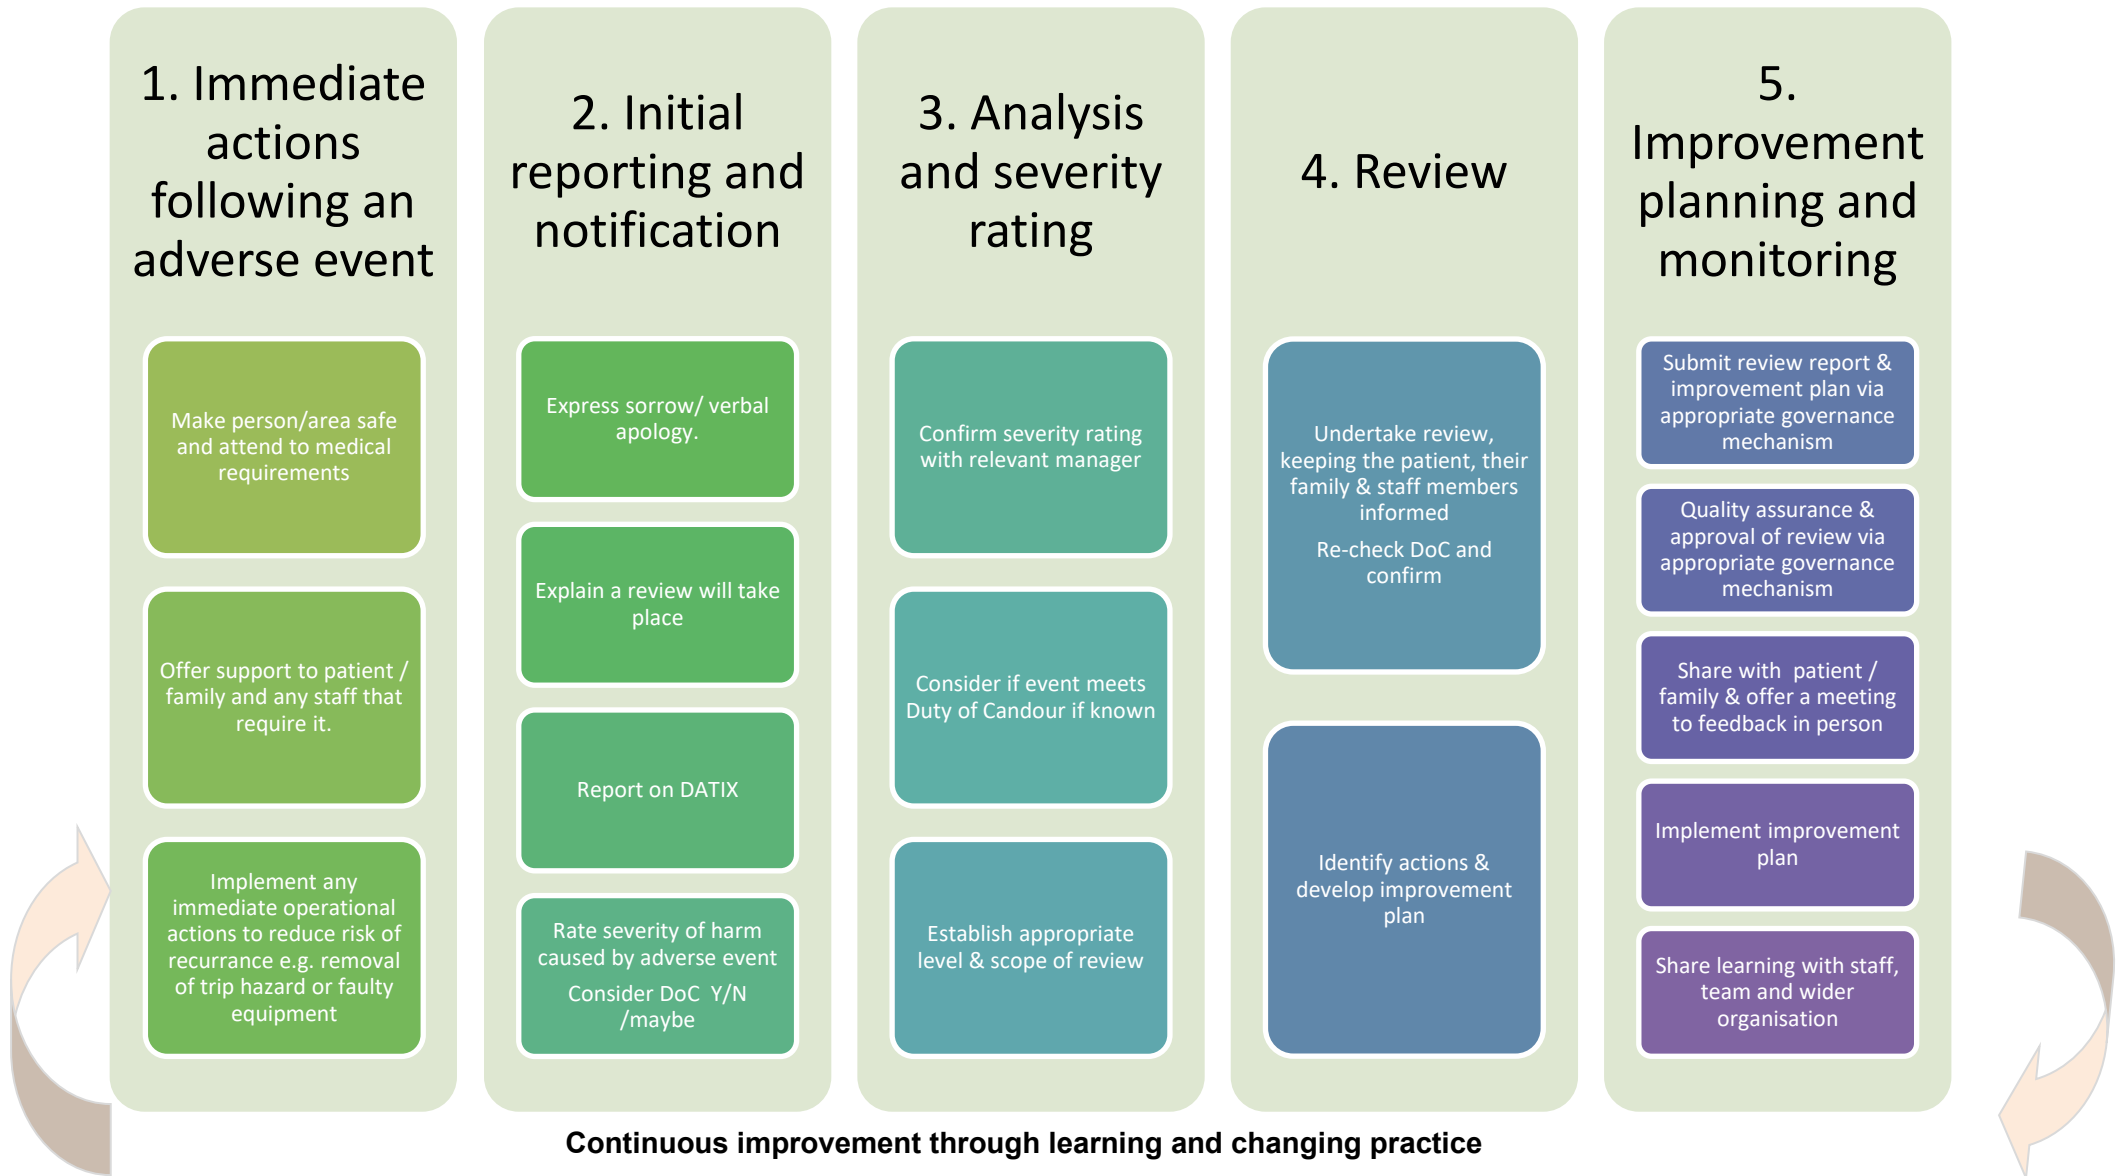 1. Immediate
actions
following an
adverse event
Make person/area safe
and attend to medical
requirements
Offer support to patient /
family and any staff that
require it.
Implement any
immediate operational
actions to reduce risk of
recurrance e.g. removal
of trip hazard or faulty
equipment
2. Initial
reporting and
notification
Express sorrow/ verbal
apology.
Explain a review will take
place
Report on DATIX
Rate severity of harm
caused by adverse event
Consider DoC Y/N
/maybe
3. Analysis
and severity
rating
Confirm severity rating
with relevant manager
Consider if event meets
Duty of Candour if known
Establish appropriate
level & scope of review
4. Review
Undertake review,
keeping the patient, their
family & staff members
informed
Re-check DoC and
confirm
Identify actions &
develop improvement
plan
5.
Improvement
planning and
monitoring
Submit review report &
improvement plan via
appropriate governance
mechanism
Quality assurance &
approval of review via
appropriate governance
mechanism
Share with patient /
family & offer a meeting
to feedback in person
Implement improvement
plan
Share learning with staff,
team and wider
organisation
Continuous improvement through learning and changing practice